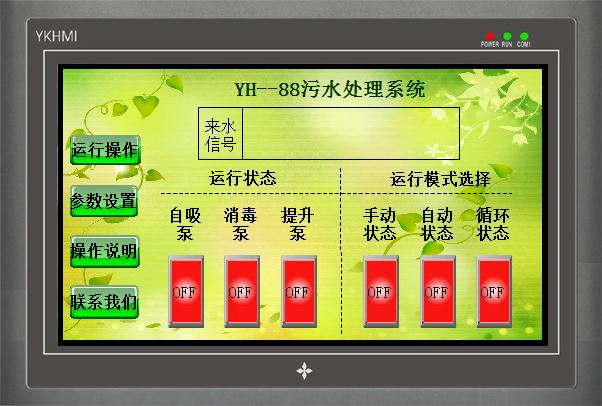 YKHMI
POWER RUN COM1
YH--88污水处理系统
来水
信号
运行操作
参数设置
操作说明
联系我们
运行状态
自吸
泵
消毒
泵
提升
泵
OFF
OFF
OFF
运行模式选择
手动
状态
自动
状态
循环
状态
OFF
OFF
OFF